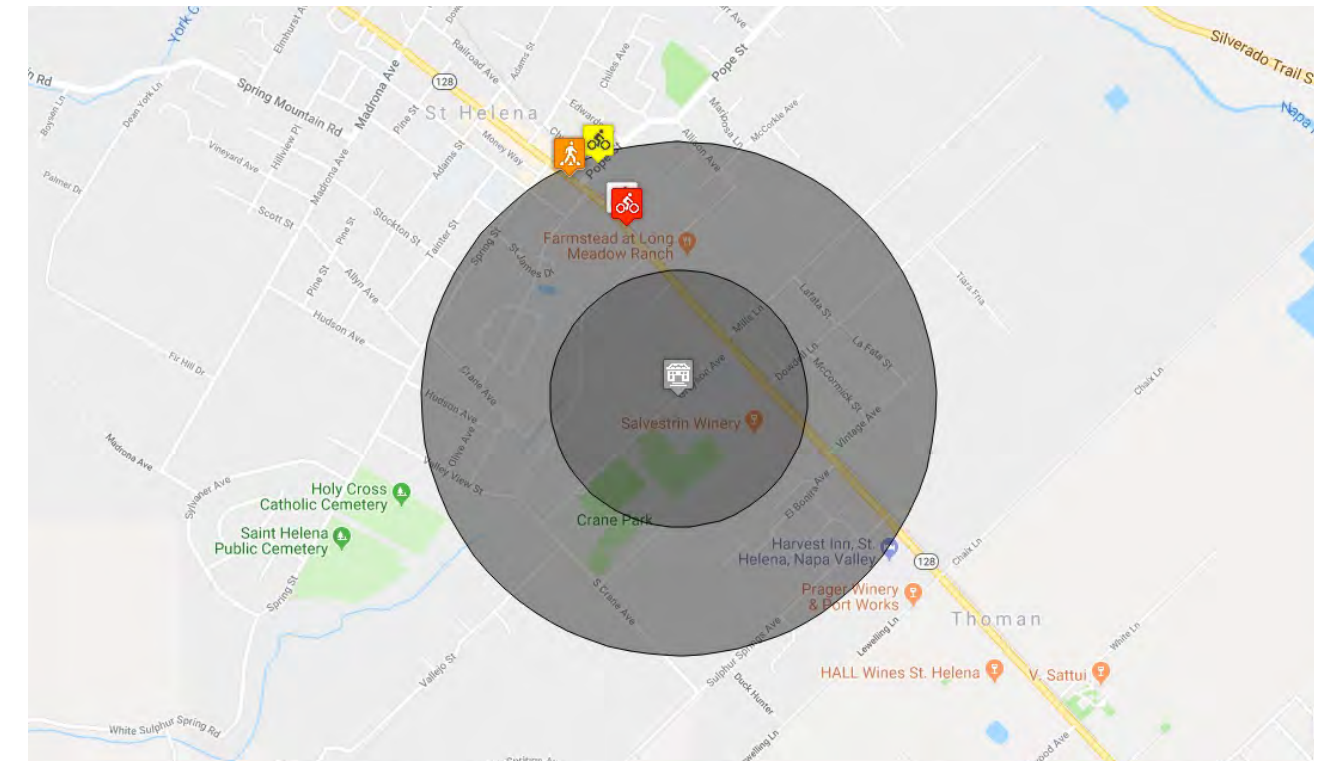 York C
Elmhurst A
Railroad Ave
Adams St
Chiles Ave
Pope St
Silverado Trail S
Napa
n Rd
128
Spring Mountain Rd
Madrona Ave
Pine St
St Helena
Edward
Mariposa Ln
McCorkle Ave
Allison Ave
Boysen Ln
Dean York Ln
Hillview Pl
Money Way
Ch
Pope St
Vineyard Ave
Madrona Ave
Adams St
Palmer Dr
Scott St
Stockton St
Tainter St
Spring St
St James Dr
Farmstead at Long
Meadow Ranch
Pine St
Allyn Ave
Hudson Ave
Lafata St
Mills Ln
La Fata St
Fir Hill Dr
Crane Ave
Dowdell Ln
McCormick St
Chaix Ln
Hudson Ave
Olive Ave
Salvestrin Winery
Vintage Ave
Madrona Ave
Sylvaner Ave
Valley View St
Holy Cross
Catholic Cemetery
El Bonita Ave
Crane Park
Saint Helena
Public Cemetery
Harvest Inn, St.
Helena, Napa Valley
128
Chaix Ln
Spring St
S Crane Ave
Prager Winery
& Port Works
Thoman
Lewelling Ln
White Ln
Sulphur Springs Ave
Vallejo St
HALL Wines St. Helena
V. Sattui
Duck Hunter
White Sulphur Spring Rd
ewelling Ln
ood Ave